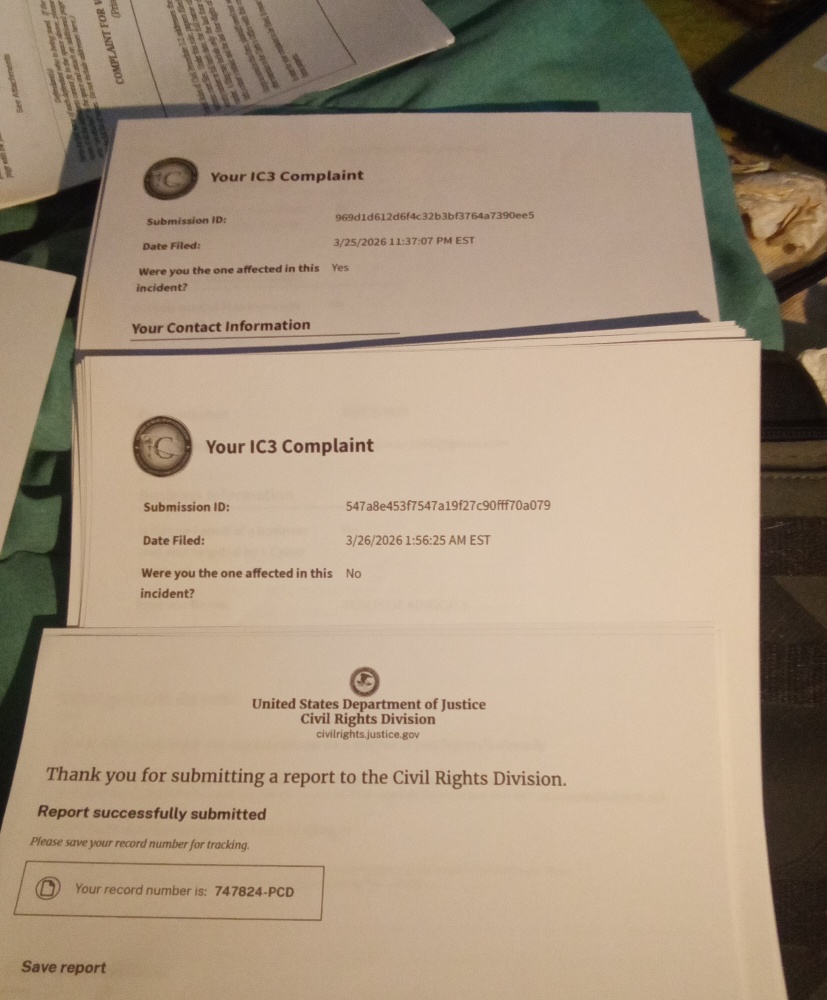 See Attachments
COMPLAINT FOR
Your IC3 Complaint
Submission ID: 969d1d612d6f4c32b3bf3764a7390ee5
Date Filed: 3/25/2026 11:37:07 PM EST
Were you the one affected in this Yes
incident?
Your Contact Information
Your IC3 Complaint
Submission ID: 547a8e453f7547a19f27c90fff70a079
Date Filed: 3/26/2026 1:56:25 AM EST
Were you the one affected in this No
incident?
United States Department of Justice
Civil Rights Division
civilrights.justice.gov
Thank you for submitting a report to the Civil Rights Division.
Report successfully submitted
Please save your record number for tracking.
Your record number is: 747824-PCD
Save report